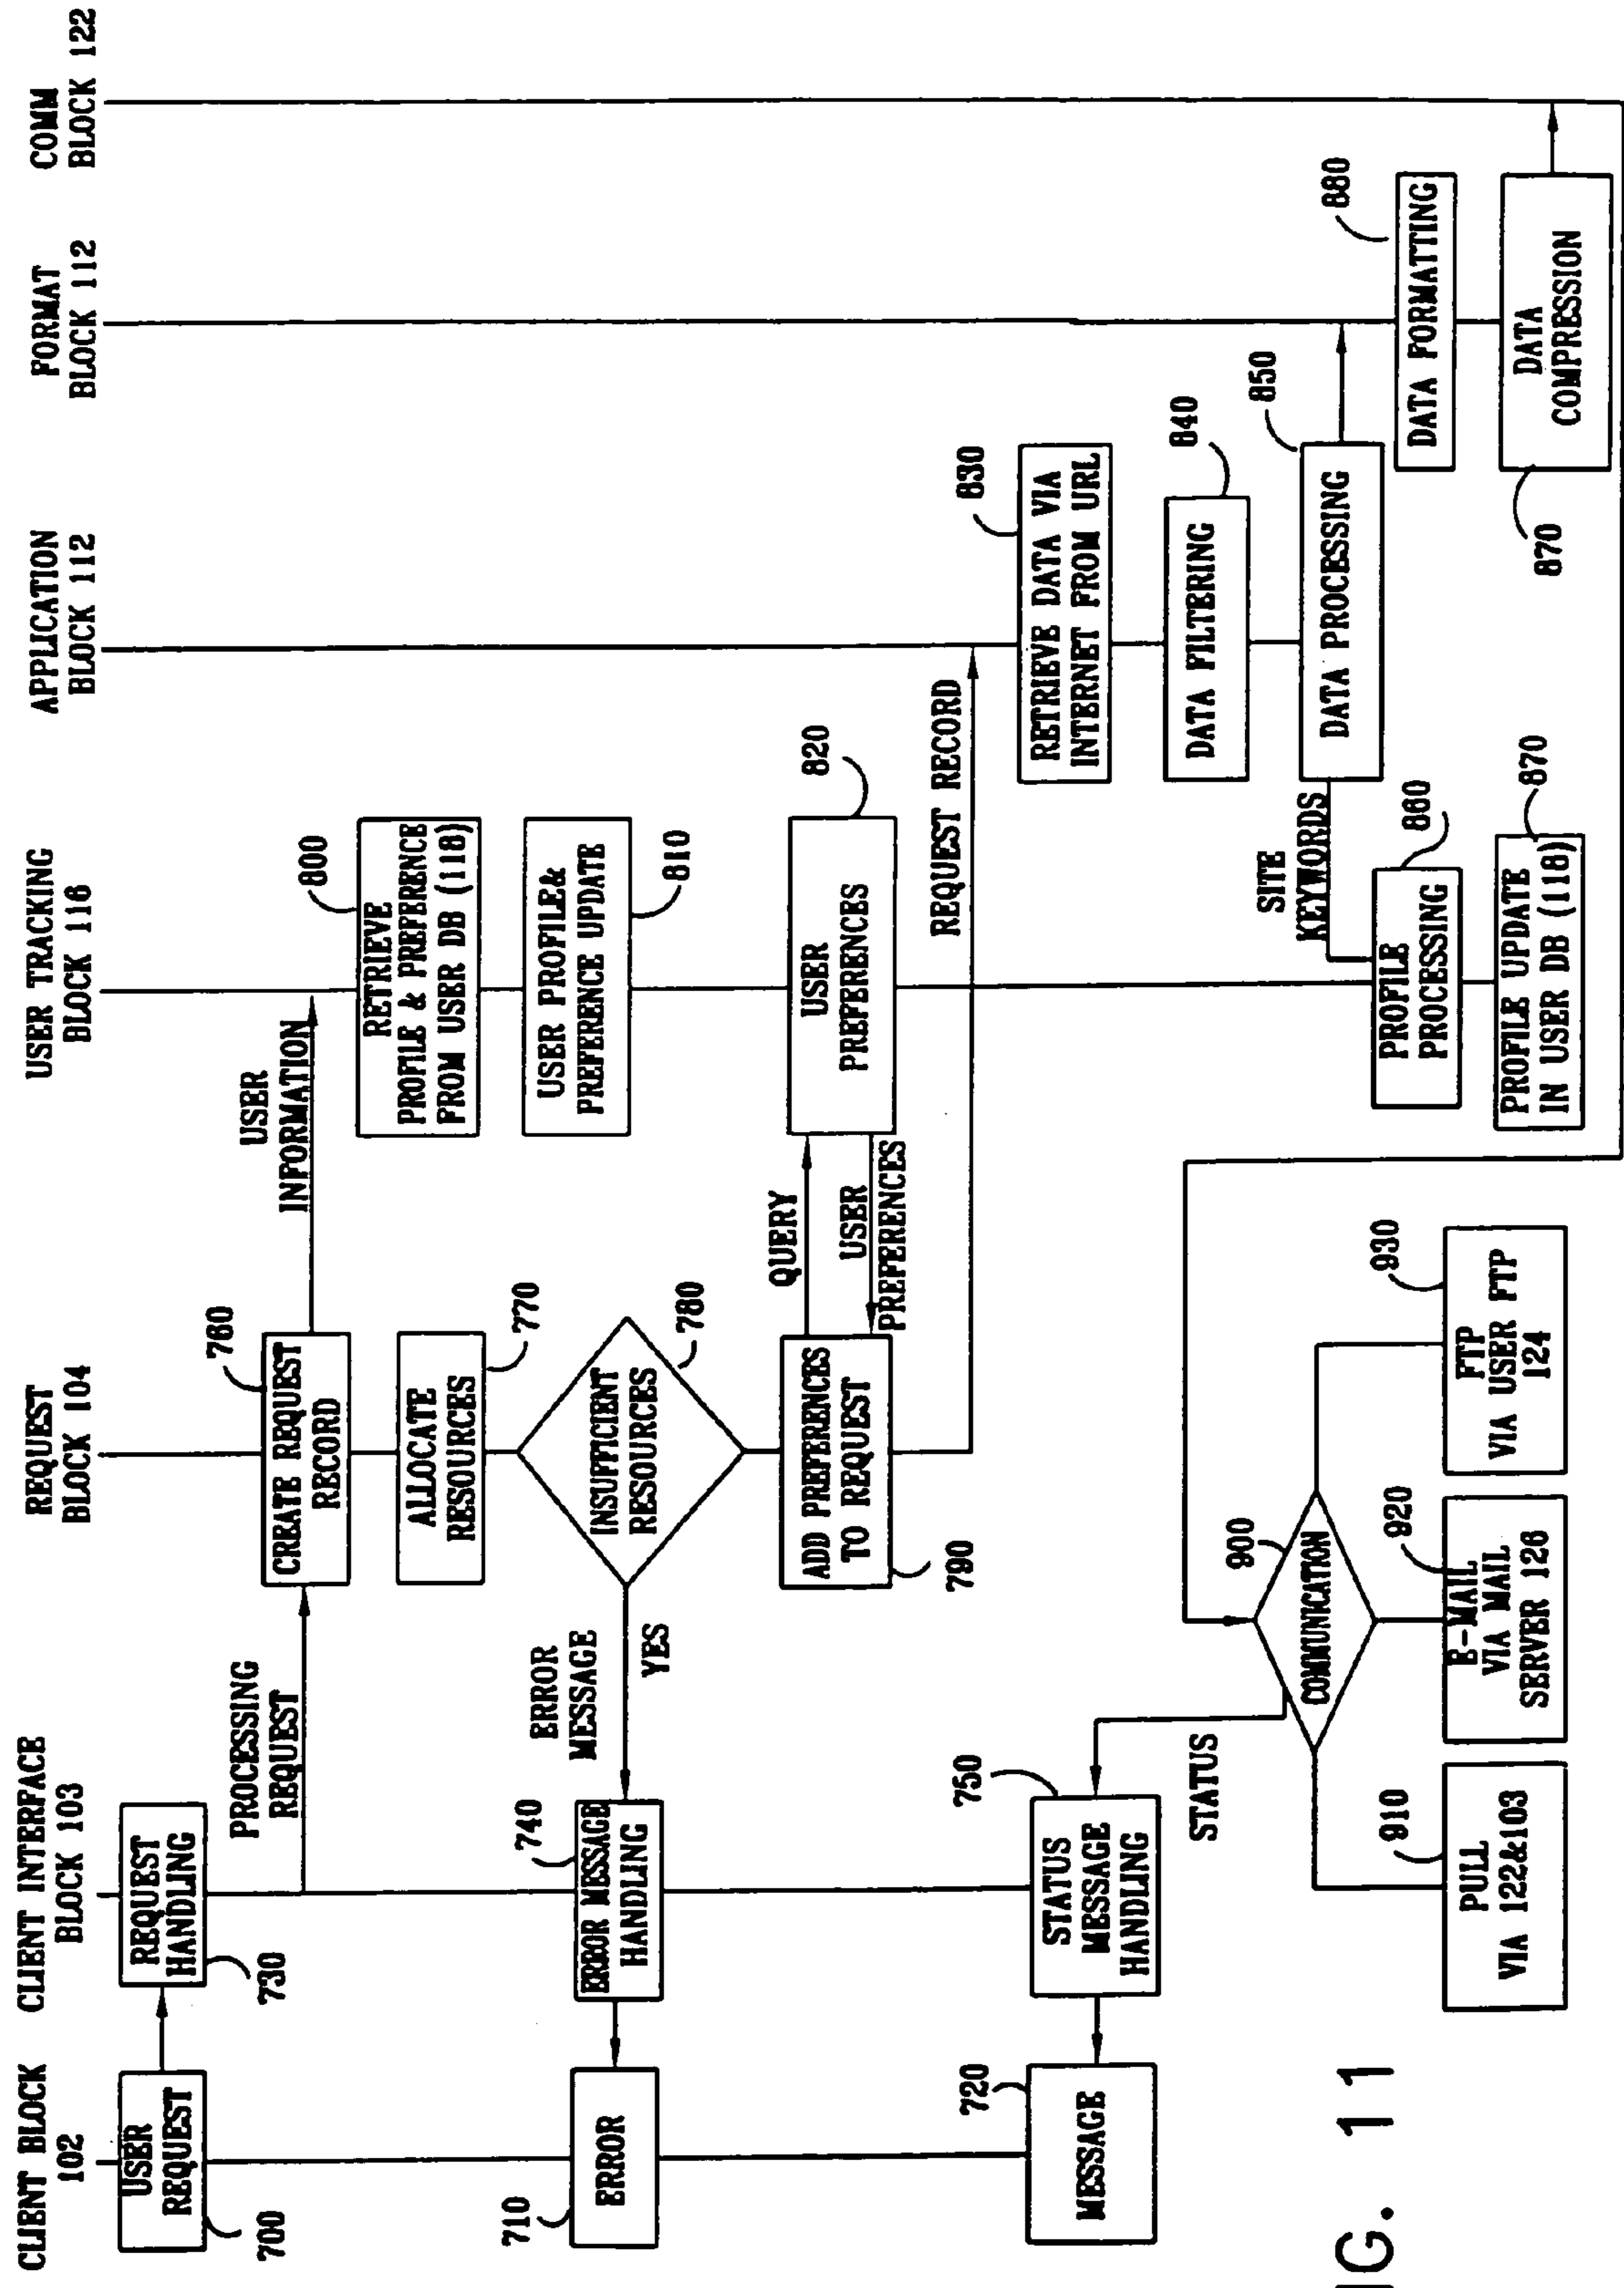 CLIENT BLOCK
102
CLIENT INTERFACE
BLOCK 103
REQUEST
BLOCK 104
USER TRACKING
BLOCK 116
APPLICATION
BLOCK 112
FORMAT
BLOCK 112
COMM
BLOCK 122
USER
REQUEST
700
REQUEST
HANDLING
730
PROCESSING
REQUEST
760
CREATE REQUEST
RECORD
USER
INFORMATION
800
RETRIEVE
PROFILE & PREFERENCE
FROM USER DB (118)
ALLOCATE
RESOURCES
770
USER PROFILE&
PREFERENCE UPDATE
810
710
ERROR
740
ERROR MESSAGE
HANDLING
ERROR
MESSAGE
YES
INSUFFICIENT
RESOURCES
780
ADD PREFERENCES
TO REQUEST
790
QUERY
USER
PREFERENCES
USER
PREFERENCES
820
REQUEST RECORD
830
RETRIEVE DATA VIA
INTERNET FROM URL
840
DATA FILTERING
850
DATA PROCESSING
SITE
KEYWORDS
860
PROFILE
PROCESSING
PROFILE UPDATE
IN USER DB (118)
870
880
DATA FORMATTING
DATA
COMPRESSION
870
720
MESSAGE
750
STATUS
MESSAGE
HANDLING
STATUS
900
COMMUNICATION
910
PULL
VIA 122&103
920
E-MAIL
VIA MAIL
SERVER 126
930
FTP
VIA USER FTP
124
IG. 11